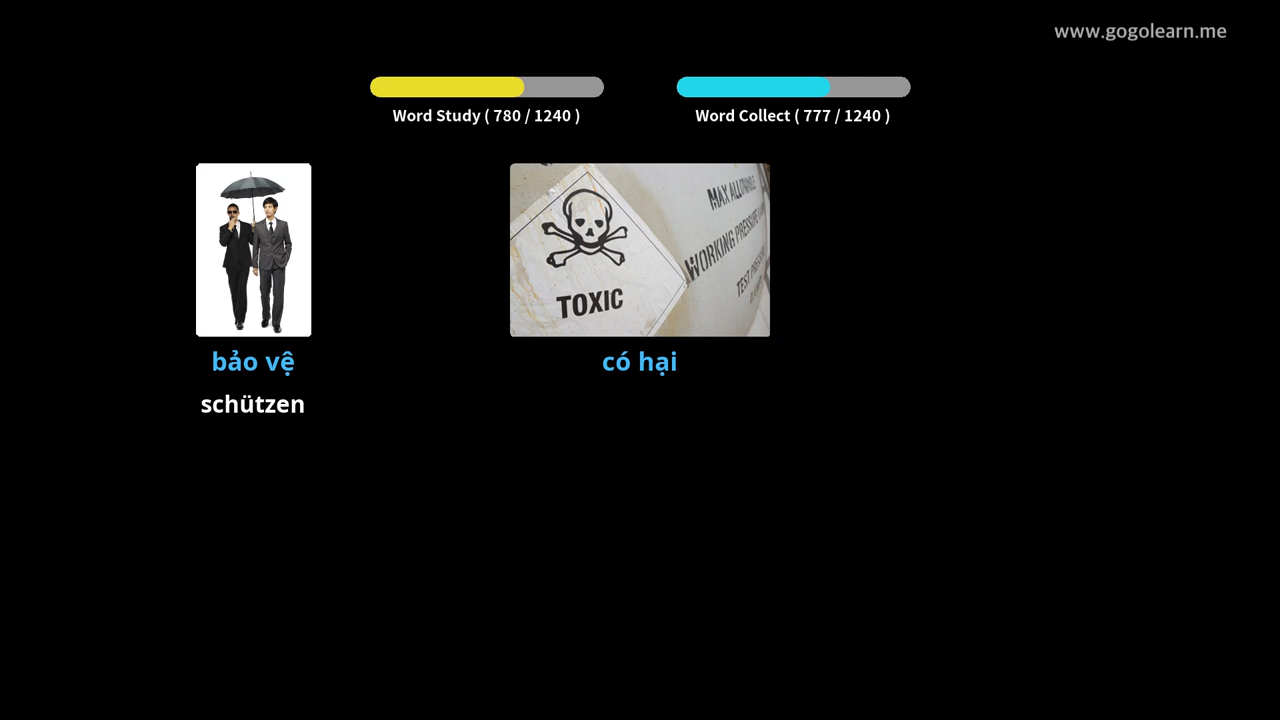 www.gogolearn.me
Word Study ( 780 / 1240 )
Word Collect ( 777 / 1240 )
MAX ALLOWABLE
WORKING PRESSURE
TEST PRESSURE
TOXIC
bảo vệ
có hại
schützen